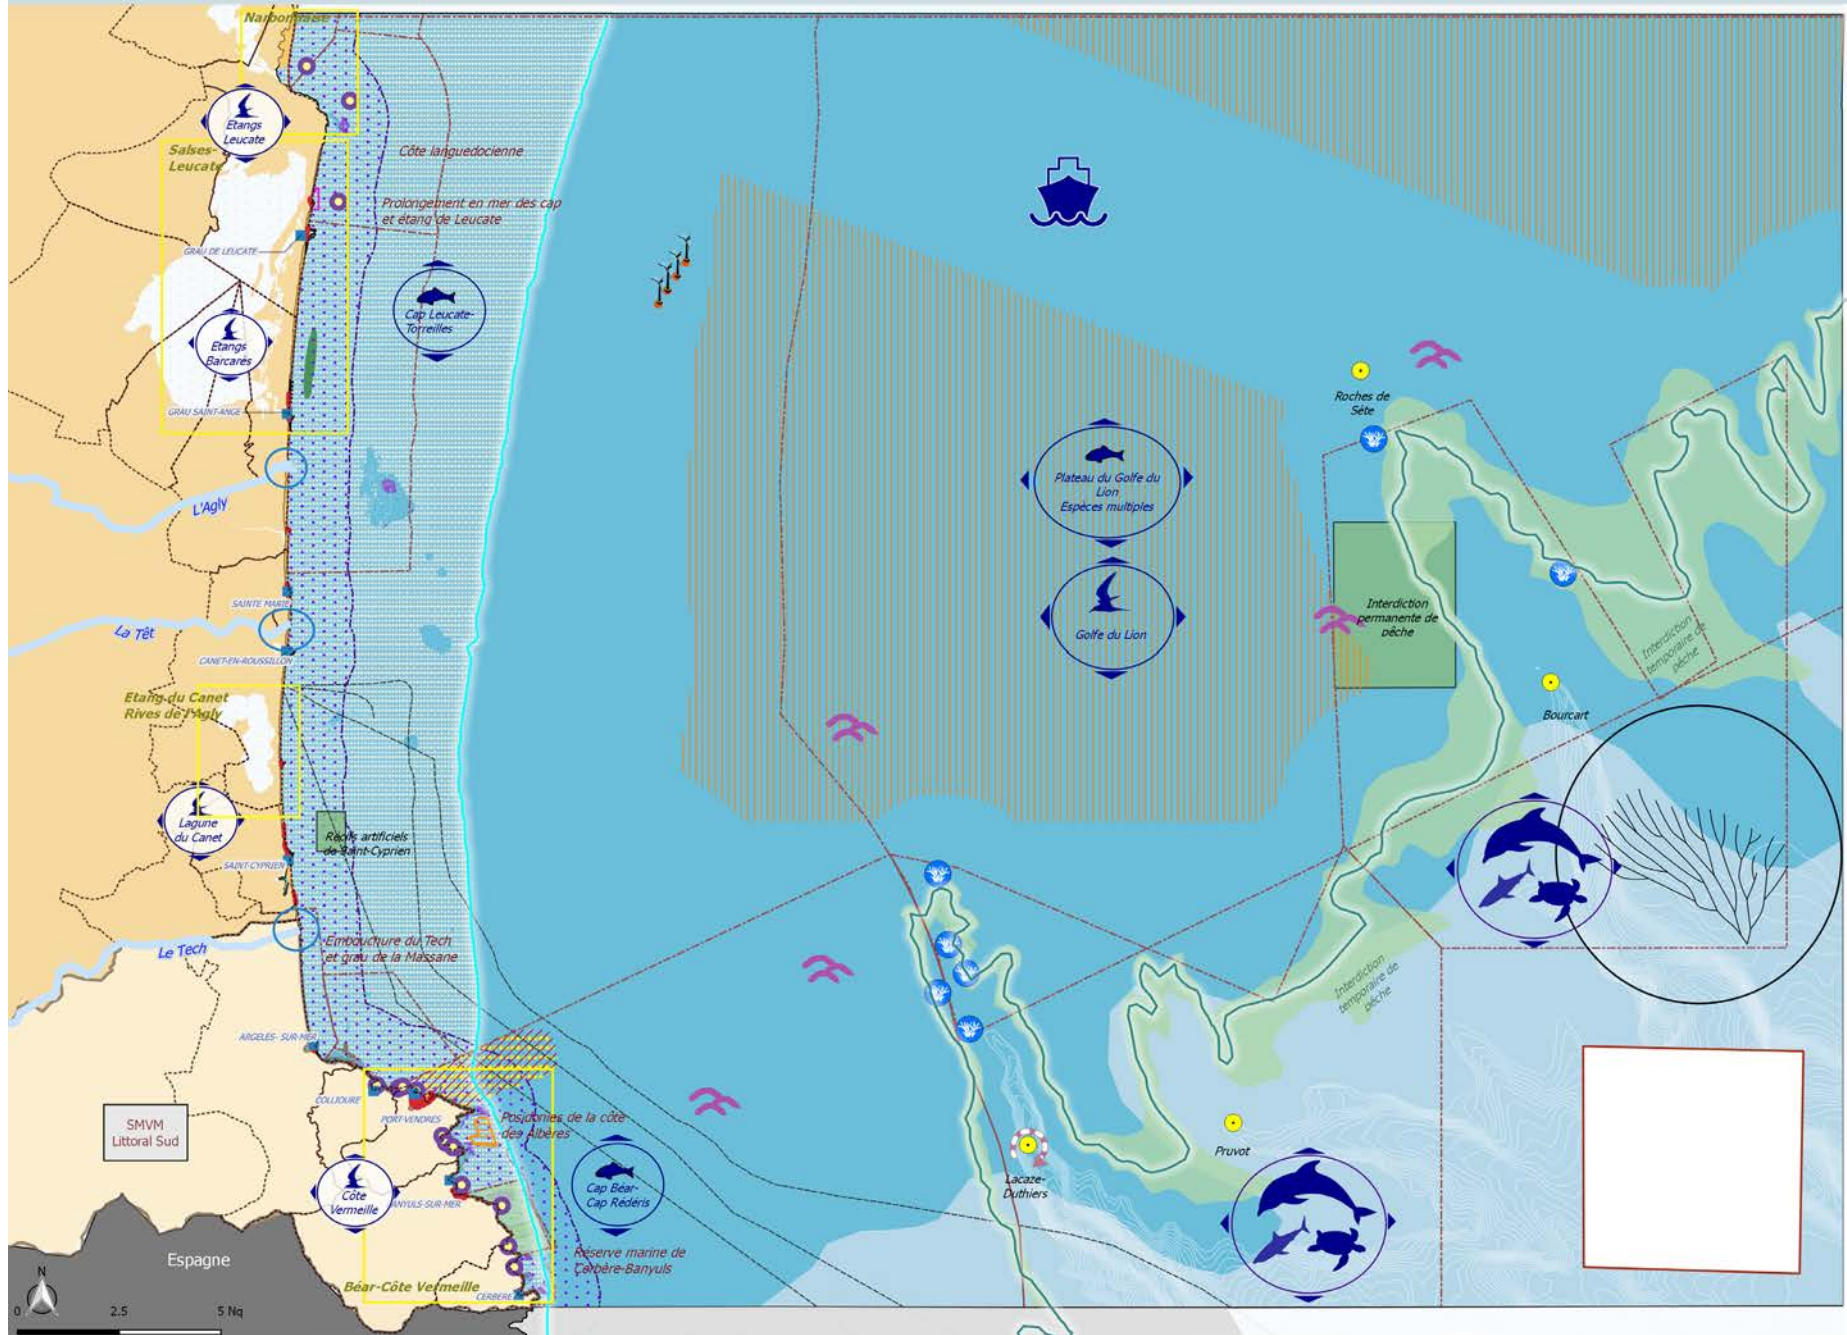 Narbonnaise
Etangs
Leucate
Salses-
Leucate
Côte languedocienne
Prolongement en mer des cap
et étang de Leucate
GRAU DE LEUCATE
Cap Leucate-
Torreilles
Etangs
Barcarès
GRAU SAINT-ANGE
Roches de
Sète
Plateau du Golfe du
Lion
Espèces multiples
L'Agly
Golfe du Lion
Interdiction
permanente de
pêche
Interdiction
temporaire de
pêche
SAINTE MARIE
La Têt
CANET-EN-ROUSSILLON
Etang du Canet
Rives de l'Agly
Bourcart
Lagune
du Canet
Récifs artificiels
de Saint-Cyprien
SAINT-CYPRIEN
Le Tech
Embouchure du Tech
et grau de la Massane
Interdiction
temporaire de
pêche
ARGELES- SUR-MER
COLLIOURE
PORT-VENDRES
Posidonies de la côte
des Albères
SMVM
Littoral Sud
Pruvot
Lacaze-
Duthiers
Côte
Vermeille
ANYULS-SUR-MER
Cap Béar-
Cap Rédéris
Réserve marine de
Cerbère-Banyuls
Espagne
Béar-Côte Vermeille
CERBERE
N
0 2.5 5 Nq